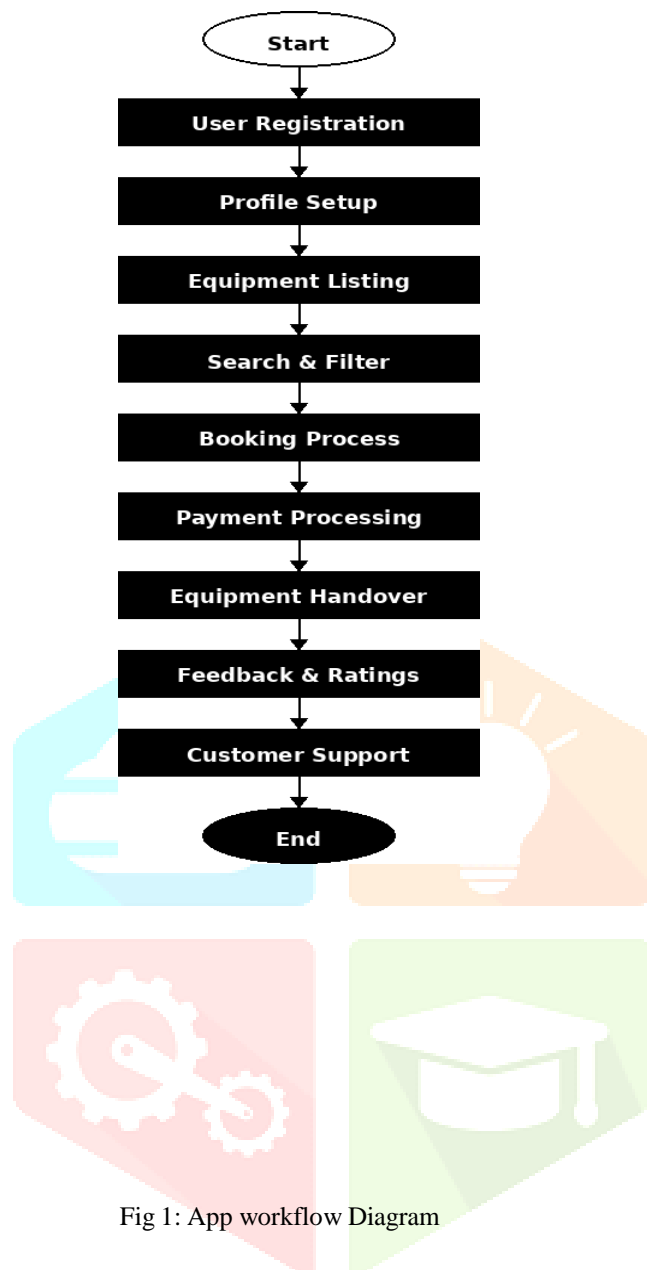 Start
User Registration
Profile Setup
Equipment Listing
Search & Filter
Booking Process
Payment Processing
Equipment Handover
Feedback & Ratings
Customer Support
End
Fig 1: App workflow Diagram